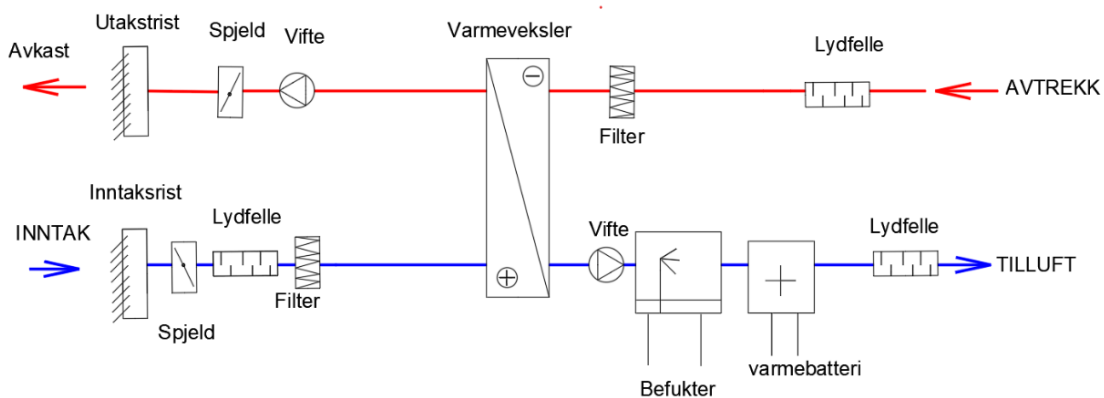 Utakstrist
Avkast
Spjeld
Vifte
Varmeveksler
Lydfelle
AVTREKK
Filter
Inntaksrist
INNTAK
Lydfelle
Filter
Spjeld
Vifte
Befukter
varmebatteri
Lydfelle
TILLUFT